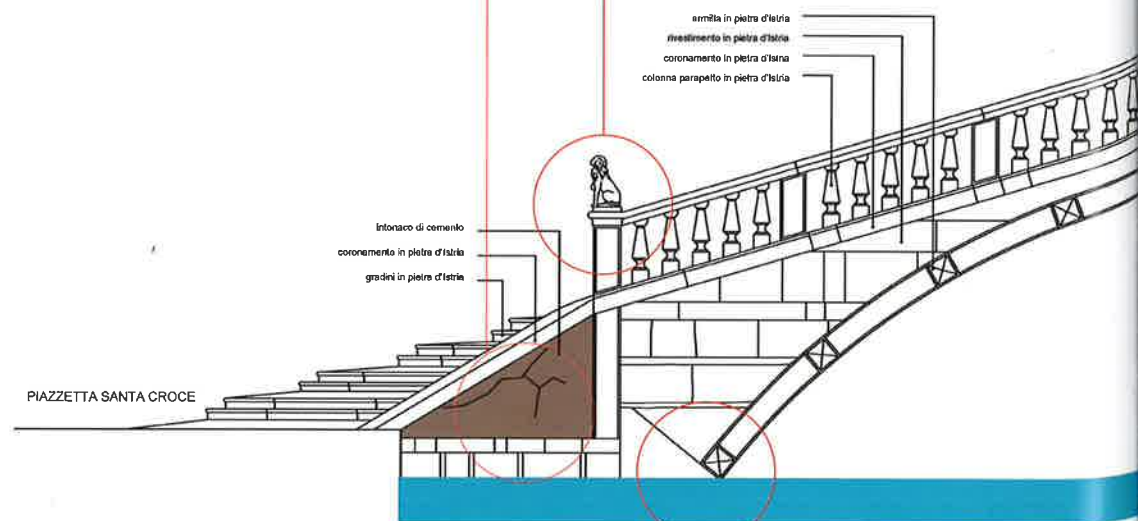 armilla in pietra d'Istria
rivestimento in pietra d'Istria
coronamento in pietra d'Istria
colonna parapetto in pietra d'Istria
intonaco di cemento
coronamento in pietra d'Istria
gradini in pietra d'Istria
PIAZZETTA SANTA CROCE